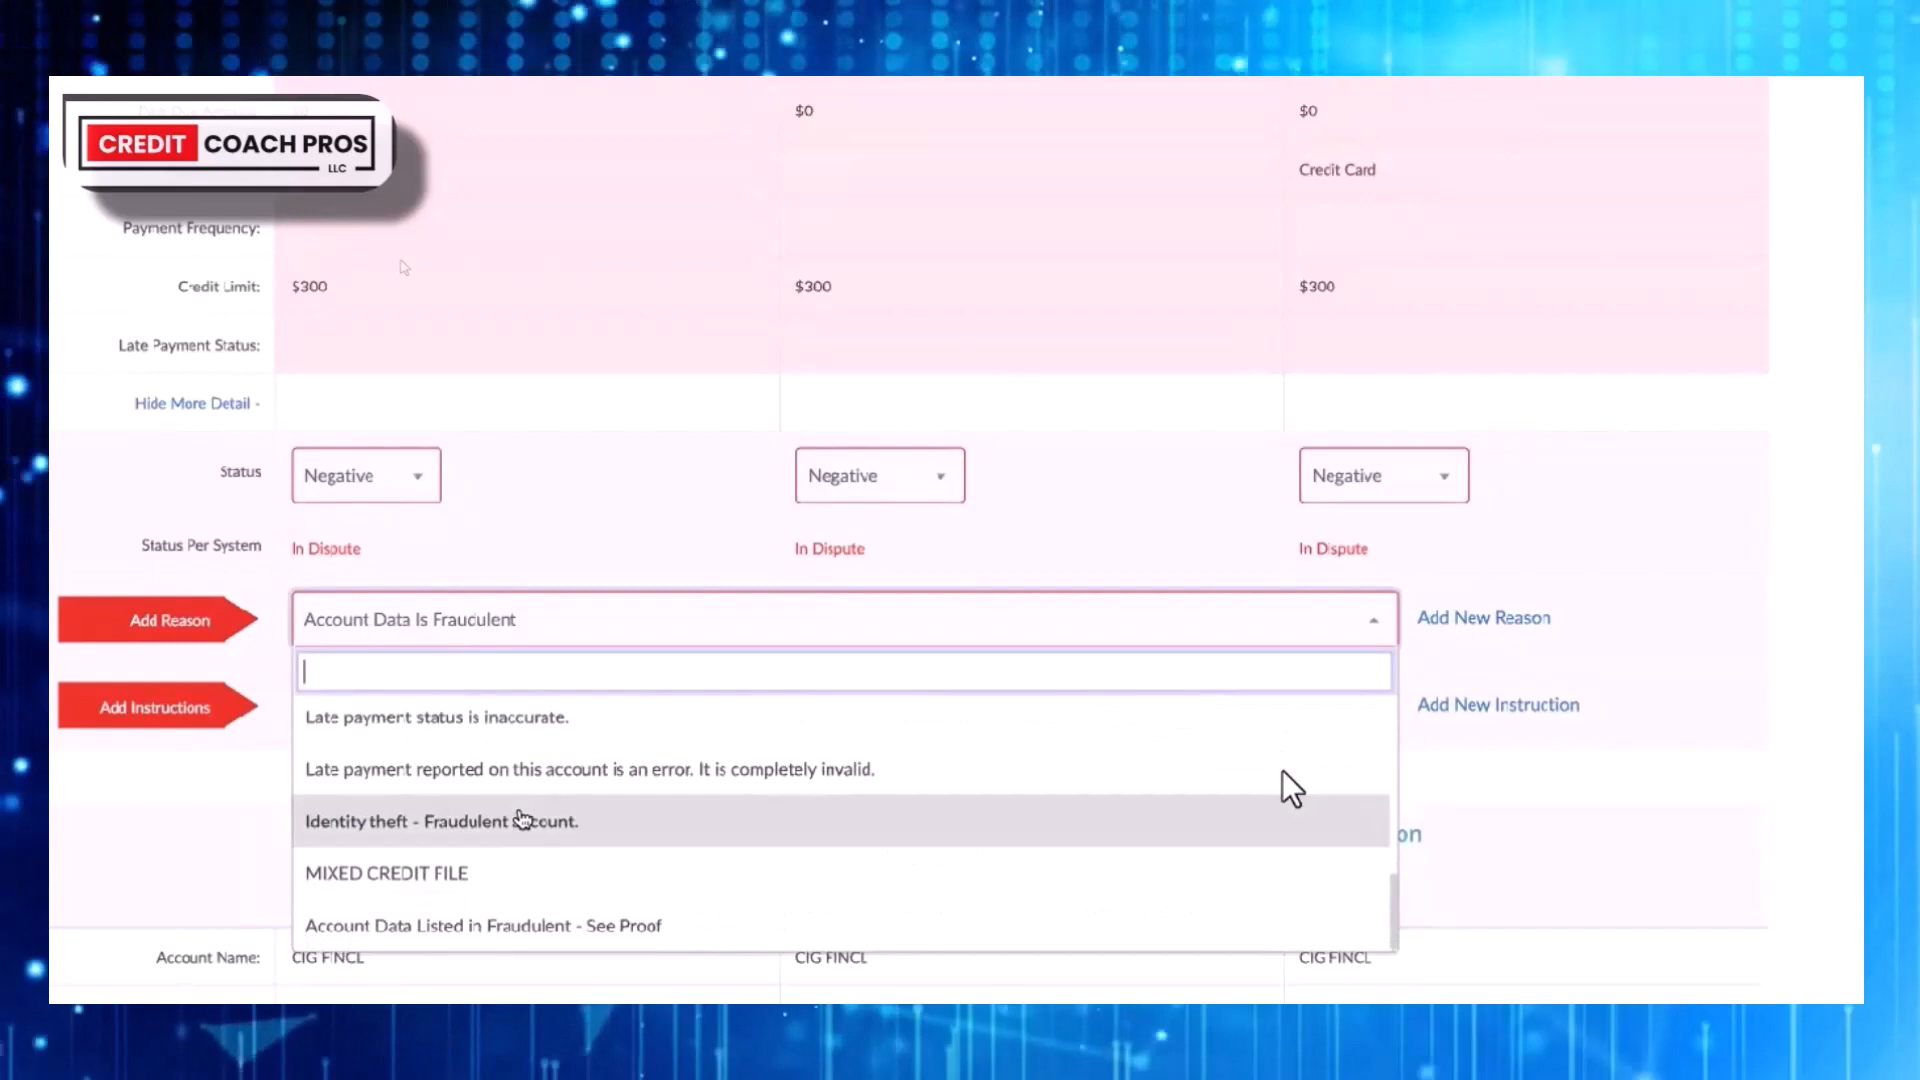 CREDIT COACH PROS
LLC
$0 $0
Credit Card
Payment Frequency:
Credit Limit: $300 $300 $300
Late Payment Status:
Hide More Detail -
Status Negative Negative Negative
Status Per System In Dispute In Dispute In Dispute
Add Reason Account Data Is Fraudulent Add New Reason
Add Instructions Add New Instruction
Late payment status is inaccurate.
Late payment reported on this account is an error. It is completely invalid.
Identity theft - Fraudulent account.
on
MIXED CREDIT FILE
Account Data Listed in Fraudulent - See Proof
Account Name: CIG FINCL CIG FINCL CIG FINCL